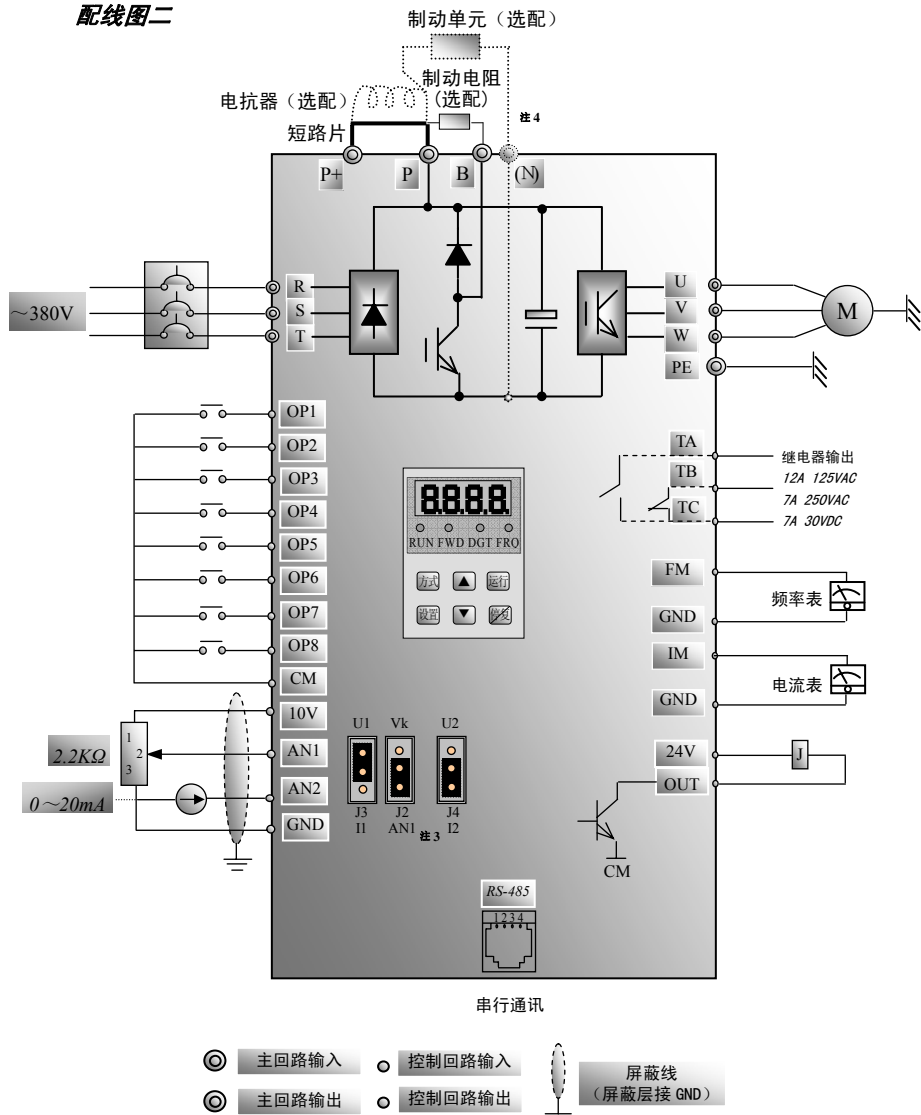 配线图二
制动单元（选配）
制动电阻
(选配)
电抗器（选配）
短路片
注4
P+
P
B
(N)
～380V
R
S
T
U
V
W
PE
M
OP1
OP2
OP3
OP4
OP5
OP6
OP7
OP8
CM
10V
AN1
AN2
GND
2.2KΩ
1
2
3
0～20mA
8.8.8.8.
RUN FWD DGT FRQ
方式 ▲ 运行
设置 ▼ 停复
TA
TB
TC
继电器输出
12A 125VAC
7A 250VAC
7A 30VDC
FM
GND
频率表
IM
GND
电流表
24V
OUT
J
CM
U1 Vk U2
J3 J2 J4
I1 AN1 注3 I2
RS-485
1234
串行通讯
主回路输入
控制回路输入
主回路输出
控制回路输出
屏蔽线
（屏蔽层接 GND）